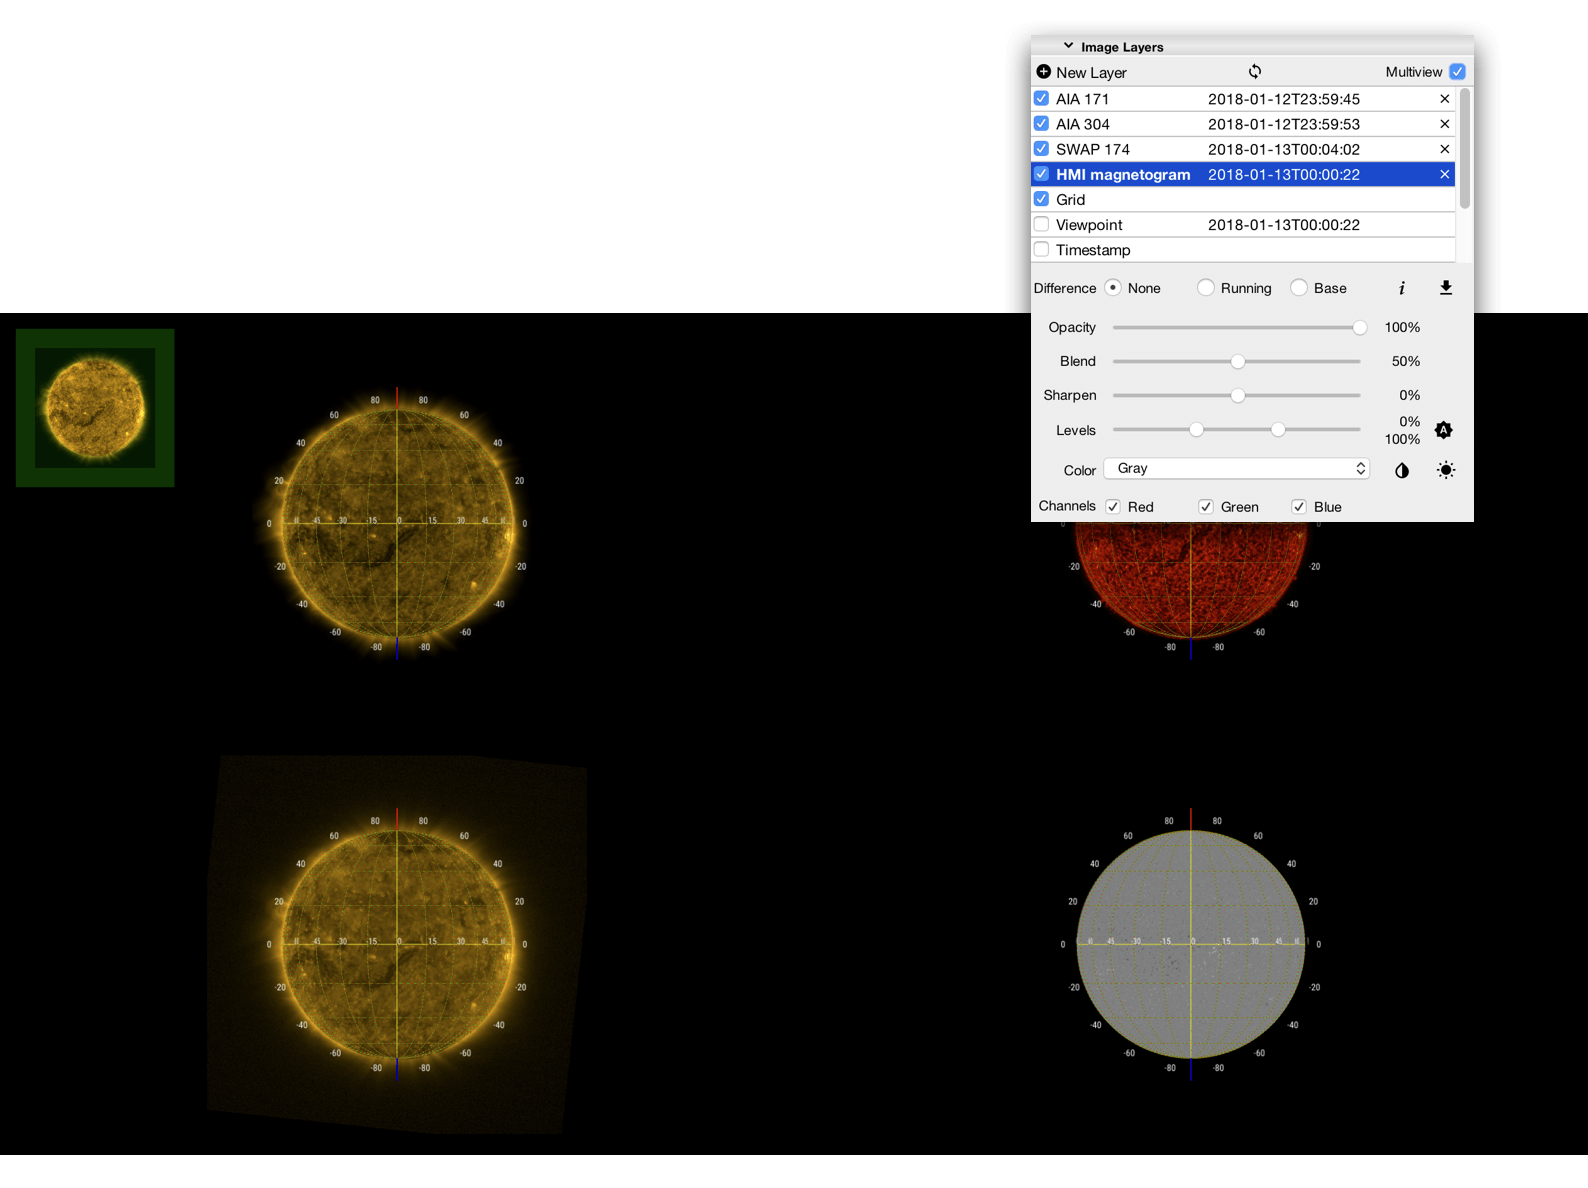 Image Layers
New Layer Multiview
AIA 171 2018-01-12T23:59:45
AIA 304 2018-01-12T23:59:53
SWAP 174 2018-01-13T00:04:02
HMI magnetogram 2018-01-13T00:00:22
Grid
Viewpoint 2018-01-13T00:00:22
Timestamp
Difference None Running Base i
Opacity 100%
Blend 50%
Sharpen 0%
Levels 0%
100%
A
Color Gray
Channels Red Green Blue
80 80
60 60
40 40
20 20
0 45 -30 -15 0 15 30 45 0
-20 -20
-40 -40
-60 -60
-80 -80
0 0
-20 -20
-40 -40
-60 -60
-80 -80
80 80
60 60
40 40
20 20
0 45 -30 -15 0 15 30 45 0
-20 -20
-40 -40
-60 -60
-80 -80
80 80
60 60
40 40
20 20
0 45 -30 -15 0 15 30 45 0
-20 -20
-40 -40
-60 -60
-80 -80